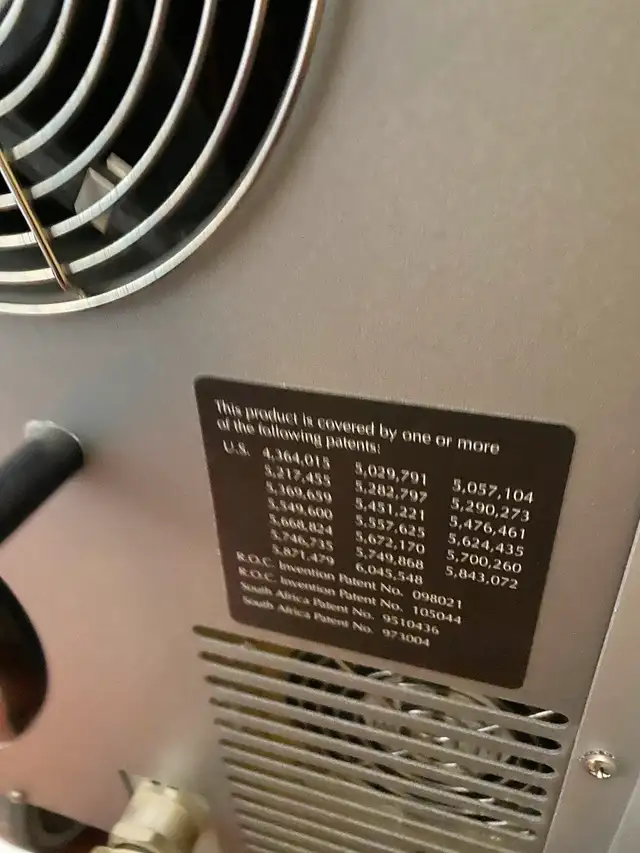 This product is covered by one or more
of the following patents:
U.S. 4,364,015 5,029,791 5,057,104
5,217,455 5,282,797 5,290,273
5,369,659 5,451,221 5,476,461
5,549,600 5,557,625 5,624,435
5,668,824 5,672,170 5,700,260
5,746,735 5,749,868 5,843,072
5,871,479 6,045,548
R.O.C. Invention Patent No. 098021
R.O.C. Invention Patent No. 105044
South Africa Patent No. 9510436
South Africa Patent No. 973004